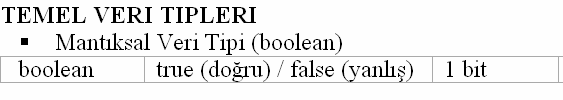 TEMEL VERI TIPLERI
▪ Mantıksal Veri Tipi (boolean)
boolean true (doğru) / false (yanlış) 1 bit